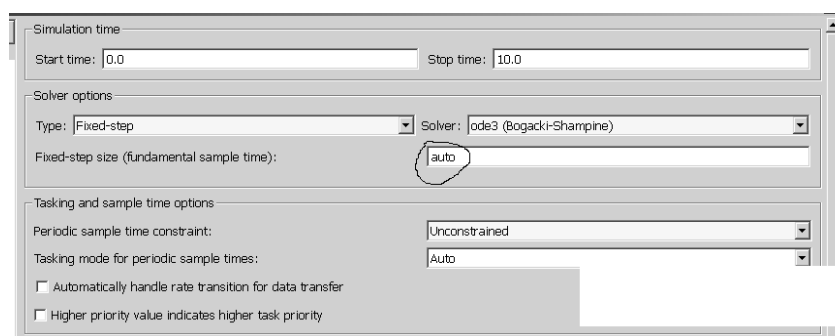 Simulation time
Start time: 0.0 Stop time: 10.0
Solver options
Type: Fixed-step Solver: ode3 (Bogacki-Shampine)
Fixed-step size (fundamental sample time): auto
Tasking and sample time options
Periodic sample time constraint: Unconstrained
Tasking mode for periodic sample times: Auto
Automatically handle rate transition for data transfer
Higher priority value indicates higher task priority